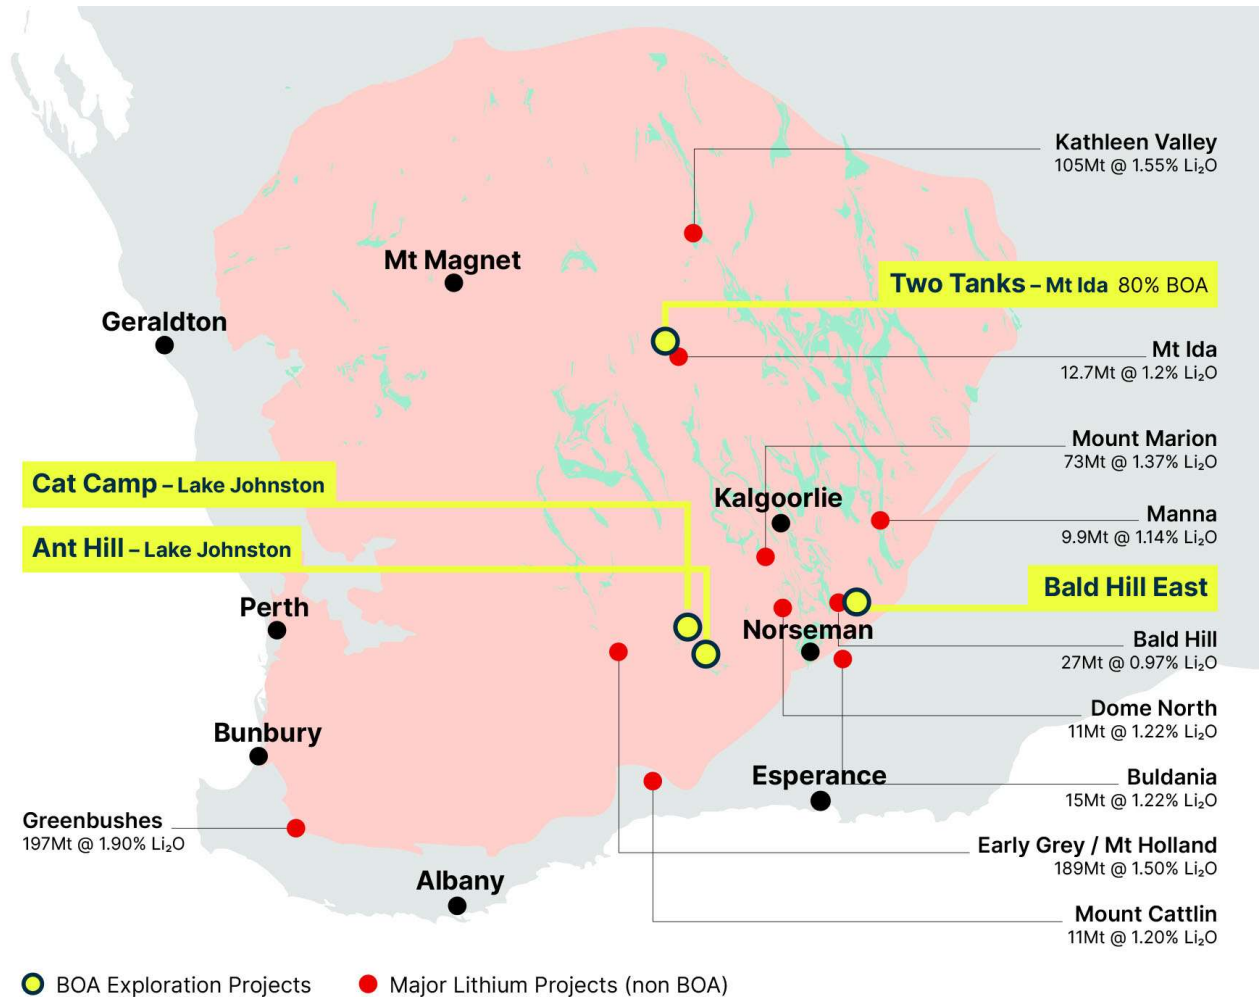 Kathleen Valley
105Mt @ 1.55% Li₂O
Two Tanks – Mt Ida 80% BOA
Mt Magnet
Geraldton
Mt Ida
12.7Mt @ 1.2% Li₂O
Mount Marion
73Mt @ 1.37% Li₂O
Cat Camp – Lake Johnston
Kalgoorlie
Manna
9.9Mt @ 1.14% Li₂O
Ant Hill – Lake Johnston
Bald Hill East
Perth
Norseman
Bald Hill
27Mt @ 0.97% Li₂O
Dome North
11Mt @ 1.22% Li₂O
Bunbury
Esperance
Buldania
15Mt @ 1.22% Li₂O
Greenbushes
197Mt @ 1.90% Li₂O
Early Grey / Mt Holland
189Mt @ 1.50% Li₂O
Albany
Mount Cattlin
11Mt @ 1.20% Li₂O
BOA Exploration Projects
Major Lithium Projects (non BOA)